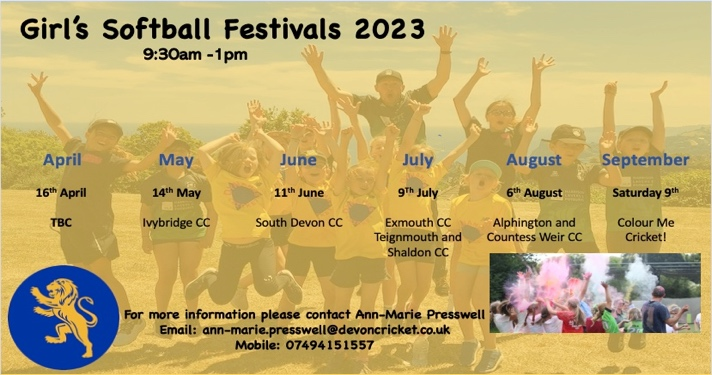 Girl's Softball Festivals 2023
9:30am -1pm
April
16th April
TBC
May
14th May
Ivybridge CC
June
11th June
South Devon CC
July
9Th July
Exmouth CC
Teignmouth and
Shaldon CC
August
6th August
Alphington and
Countess Weir CC
September
Saturday 9th
Colour Me
Cricket!
For more information please contact Ann-Marie Presswell
Email: ann-marie.presswell@devoncricket.co.uk
Mobile: 07494151557